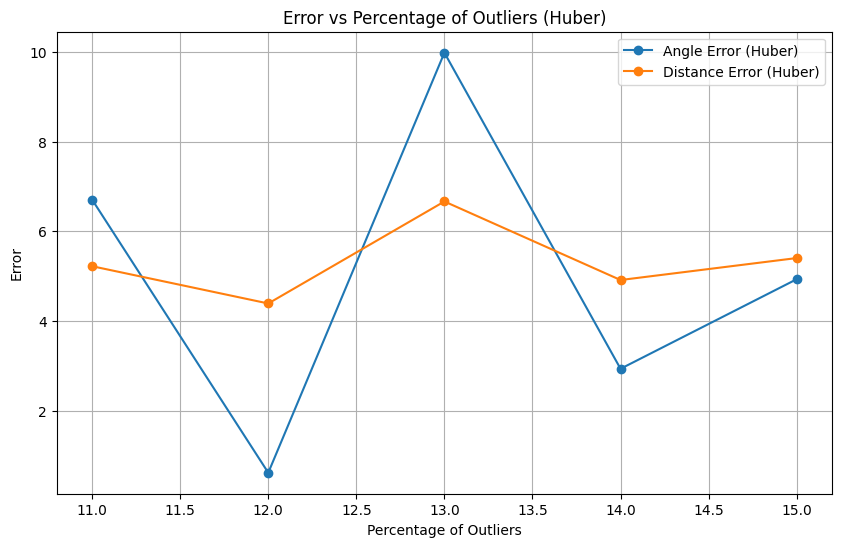 Error vs Percentage of Outliers (Huber)
Angle Error (Huber)
Distance Error (Huber)
Error
10
8
6
4
2
11.0 11.5 12.0 12.5 13.0 13.5 14.0 14.5 15.0
Percentage of Outliers